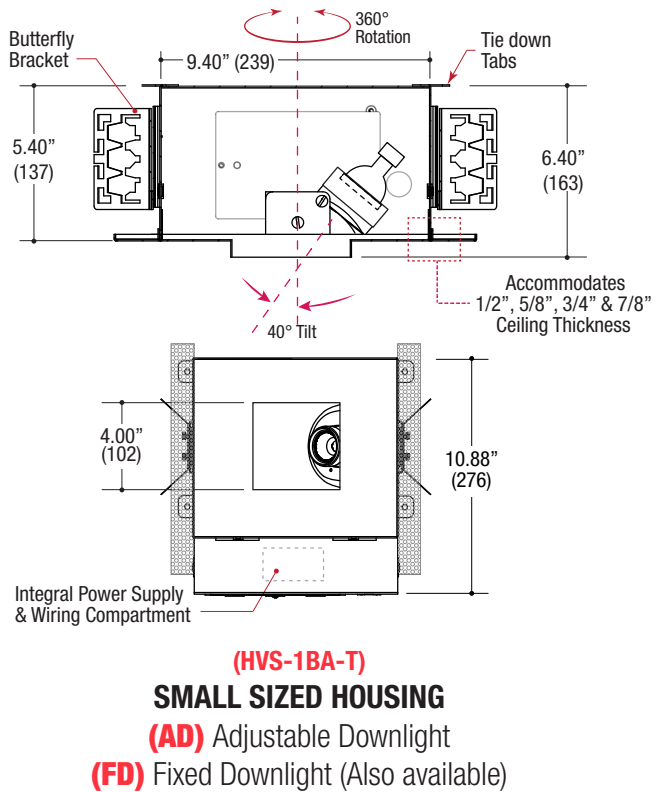 360°
Rotation
Butterfly
Bracket
9.40” (239)
Tie down
Tabs
5.40”
(137)
6.40”
(163)
Accommodates
1/2”, 5/8”, 3/4” & 7/8”
Ceiling Thickness
40° Tilt
4.00”
(102)
10.88”
(276)
Integral Power Supply
& Wiring Compartment
(HVS-1BA-T)
SMALL SIZED HOUSING
(AD) Adjustable Downlight
(FD) Fixed Downlight (Also available)